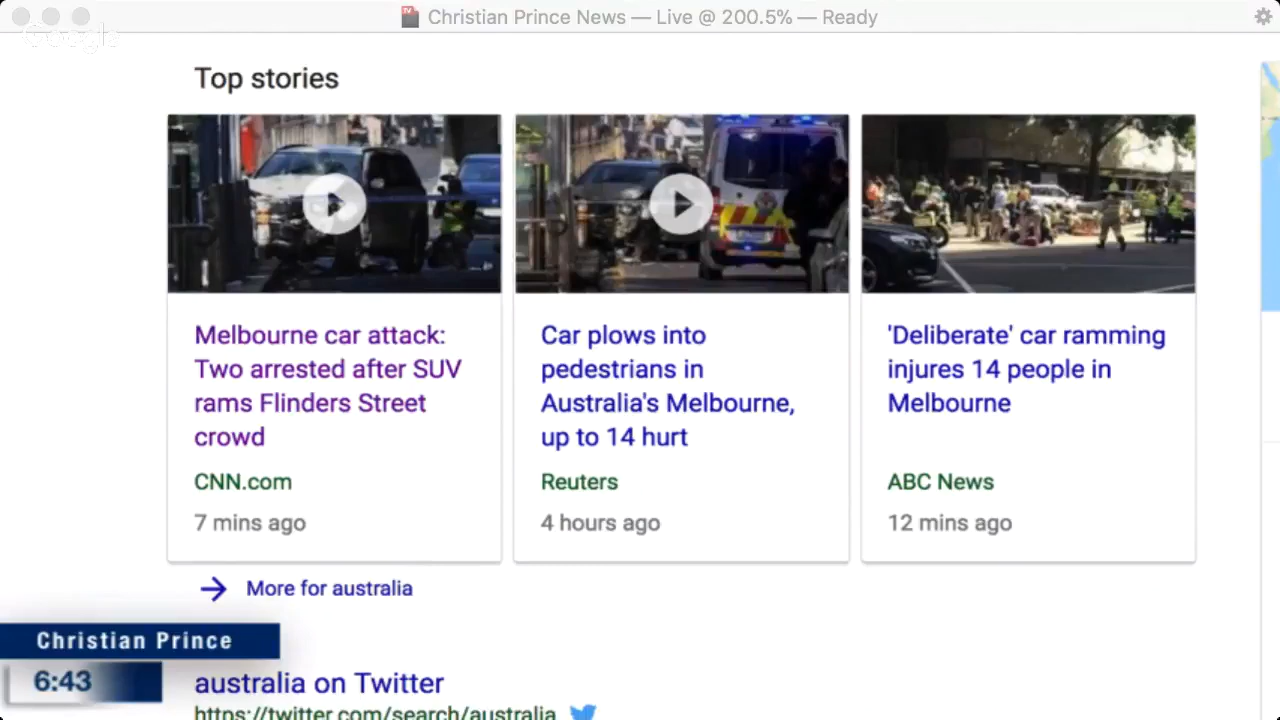 Christian Prince News — Live @ 200.5% — Ready
Google
Top stories
Melbourne car attack:
Two arrested after SUV
rams Flinders Street
crowd
CNN.com
7 mins ago
Car plows into
pedestrians in
Australia's Melbourne,
up to 14 hurt
Reuters
4 hours ago
'Deliberate' car ramming
injures 14 people in
Melbourne
ABC News
12 mins ago
More for australia
Christian Prince
6:43
australia on Twitter
https://twitter.com/search/australia